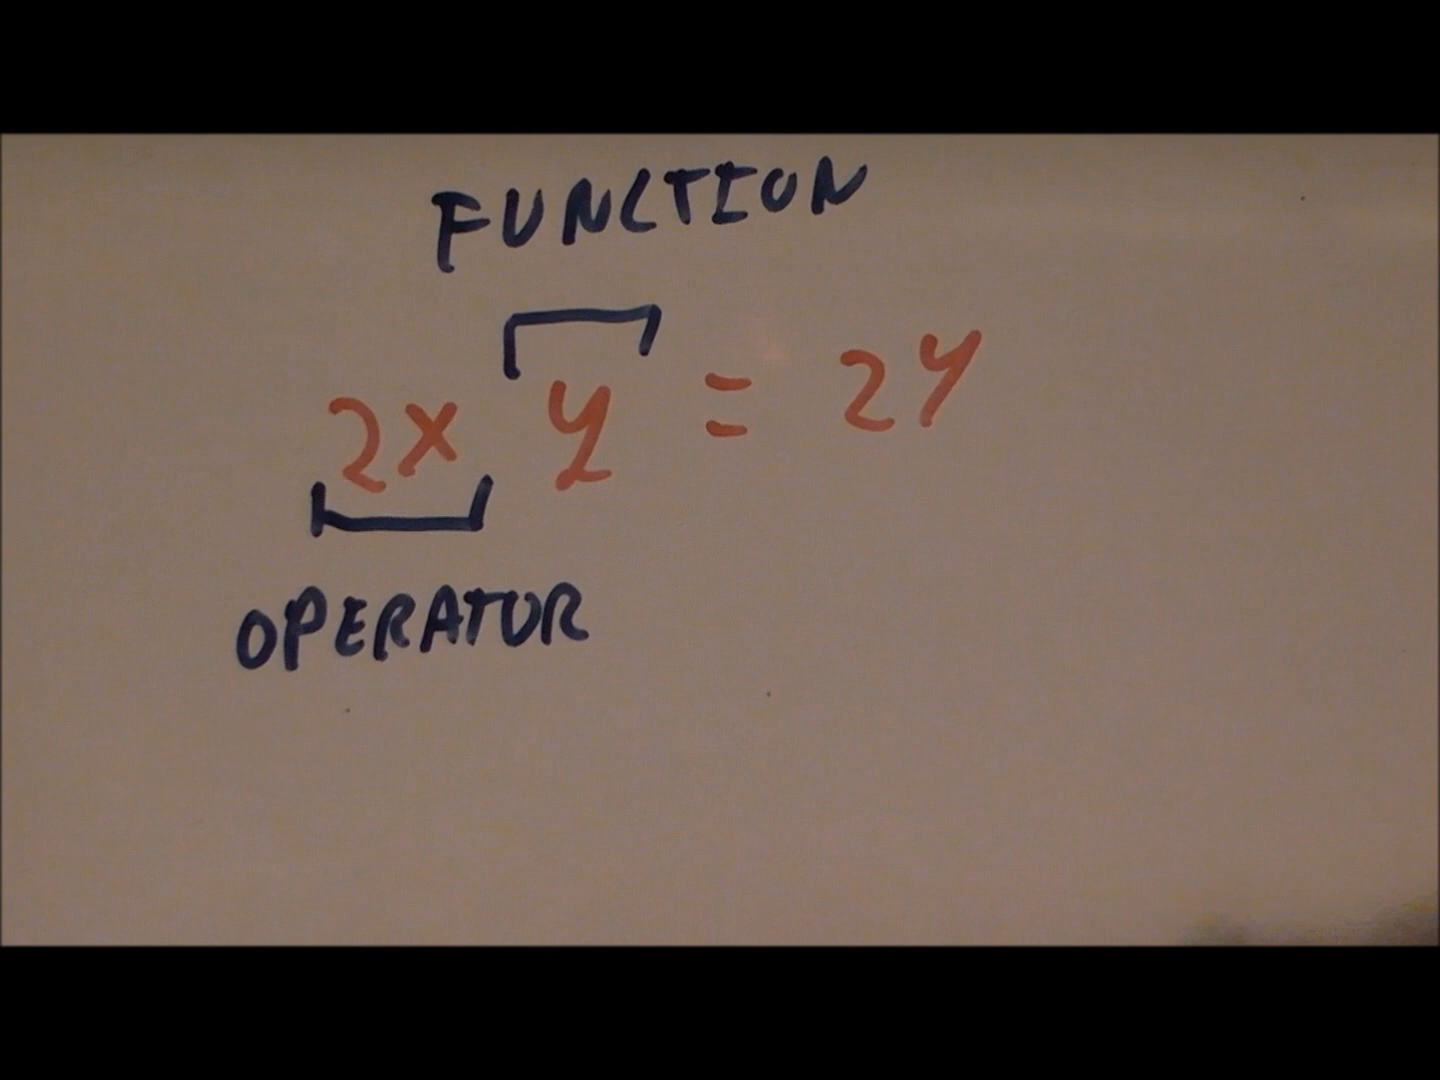 FUNCTION
2x y = 2y
OPERATOR